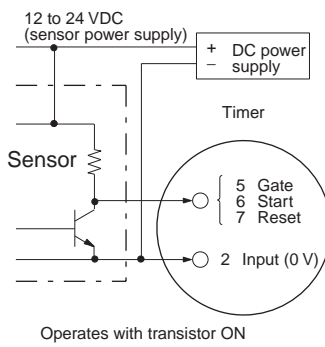 12 to 24 VDC
(sensor power supply)
+ DC power
− supply
Timer
Sensor
5 Gate
6 Start
7 Reset
2 Input (0 V)
Operates with transistor ON